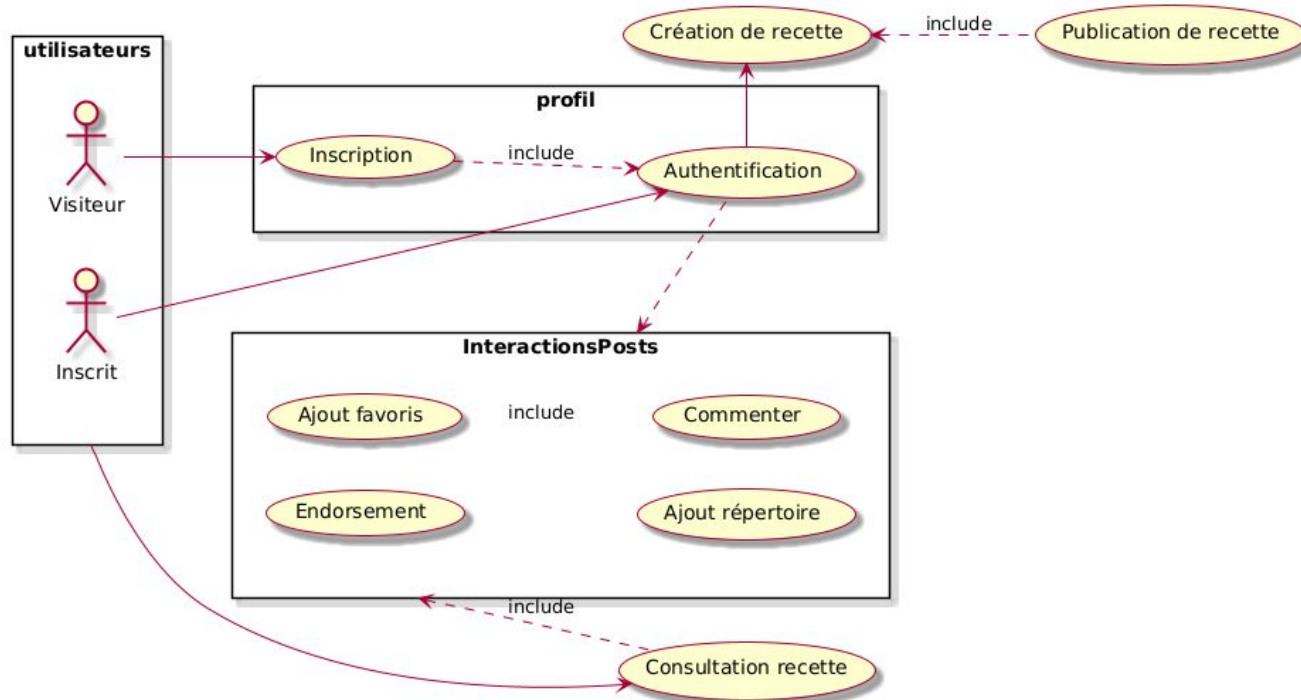 utilisateurs
Visiteur
Inscrit
Création de recette
include
Publication de recette
profil
Inscription
include
Authentification
InteractionsPosts
Ajout favoris
include
Commenter
Endorsement
Ajout répertoire
include
Consultation recette